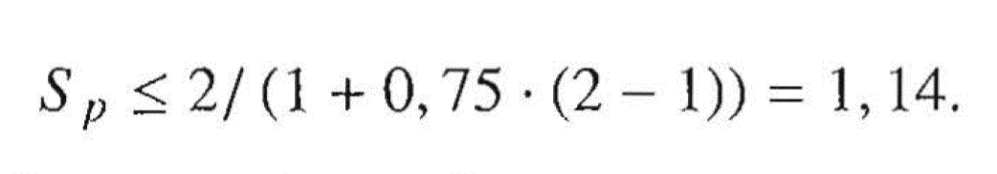 S_p ≤ 2/(1 + 0, 75 · (2 − 1)) = 1, 14.